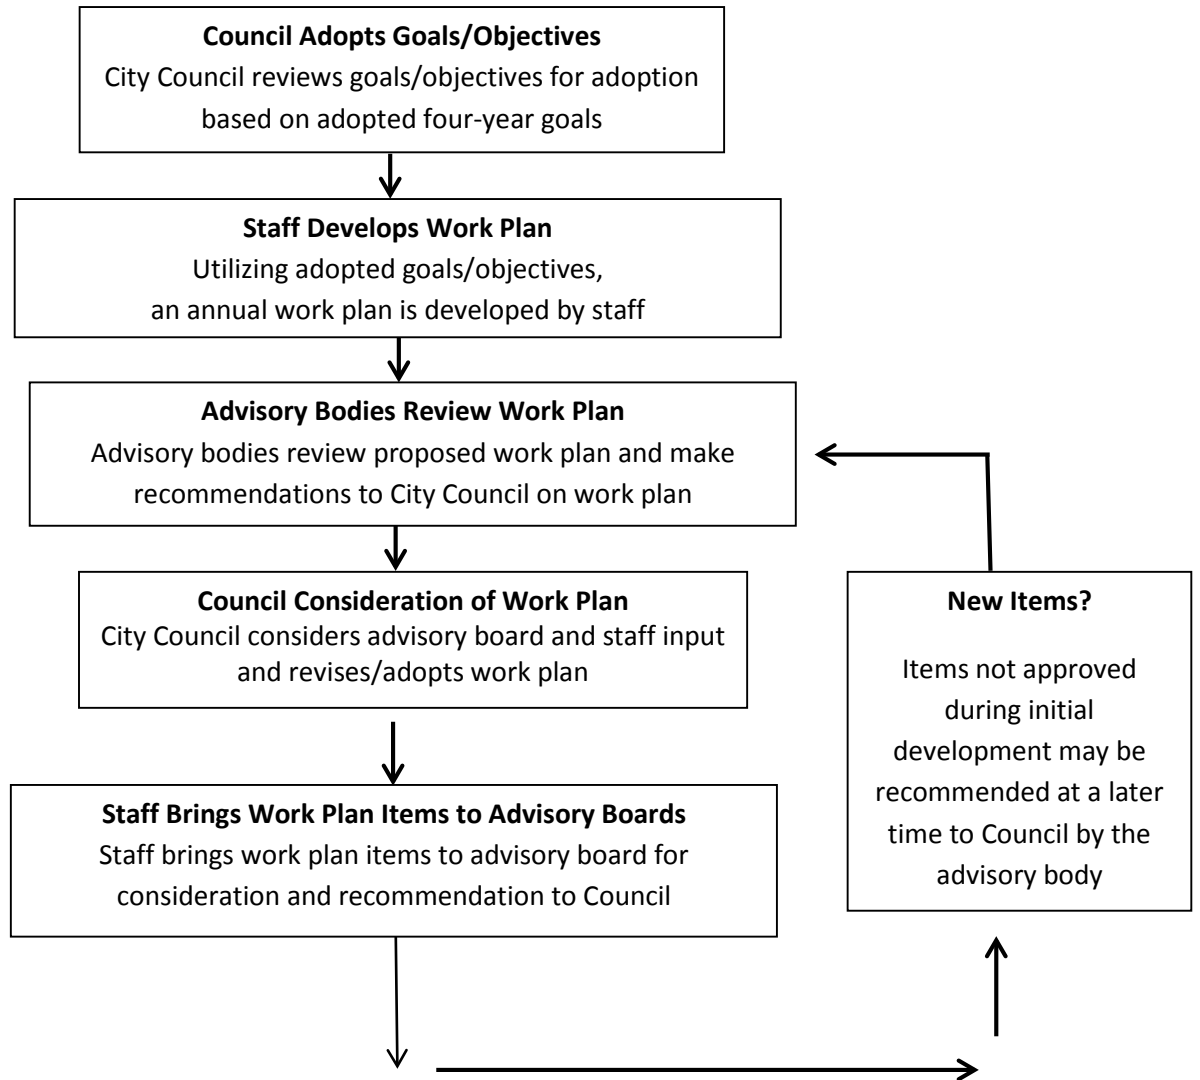 Council Adopts Goals/Objectives
City Council reviews goals/objectives for adoption
based on adopted four-year goals
Staff Develops Work Plan
Utilizing adopted goals/objectives,
an annual work plan is developed by staff
Advisory Bodies Review Work Plan
Advisory bodies review proposed work plan and make
recommendations to City Council on work plan
Council Consideration of Work Plan
City Council considers advisory board and staff input
and revises/adopts work plan
Staff Brings Work Plan Items to Advisory Boards
Staff brings work plan items to advisory board for
consideration and recommendation to Council
New Items?
Items not approved
during initial
development may be
recommended at a later
time to Council by the
advisory body